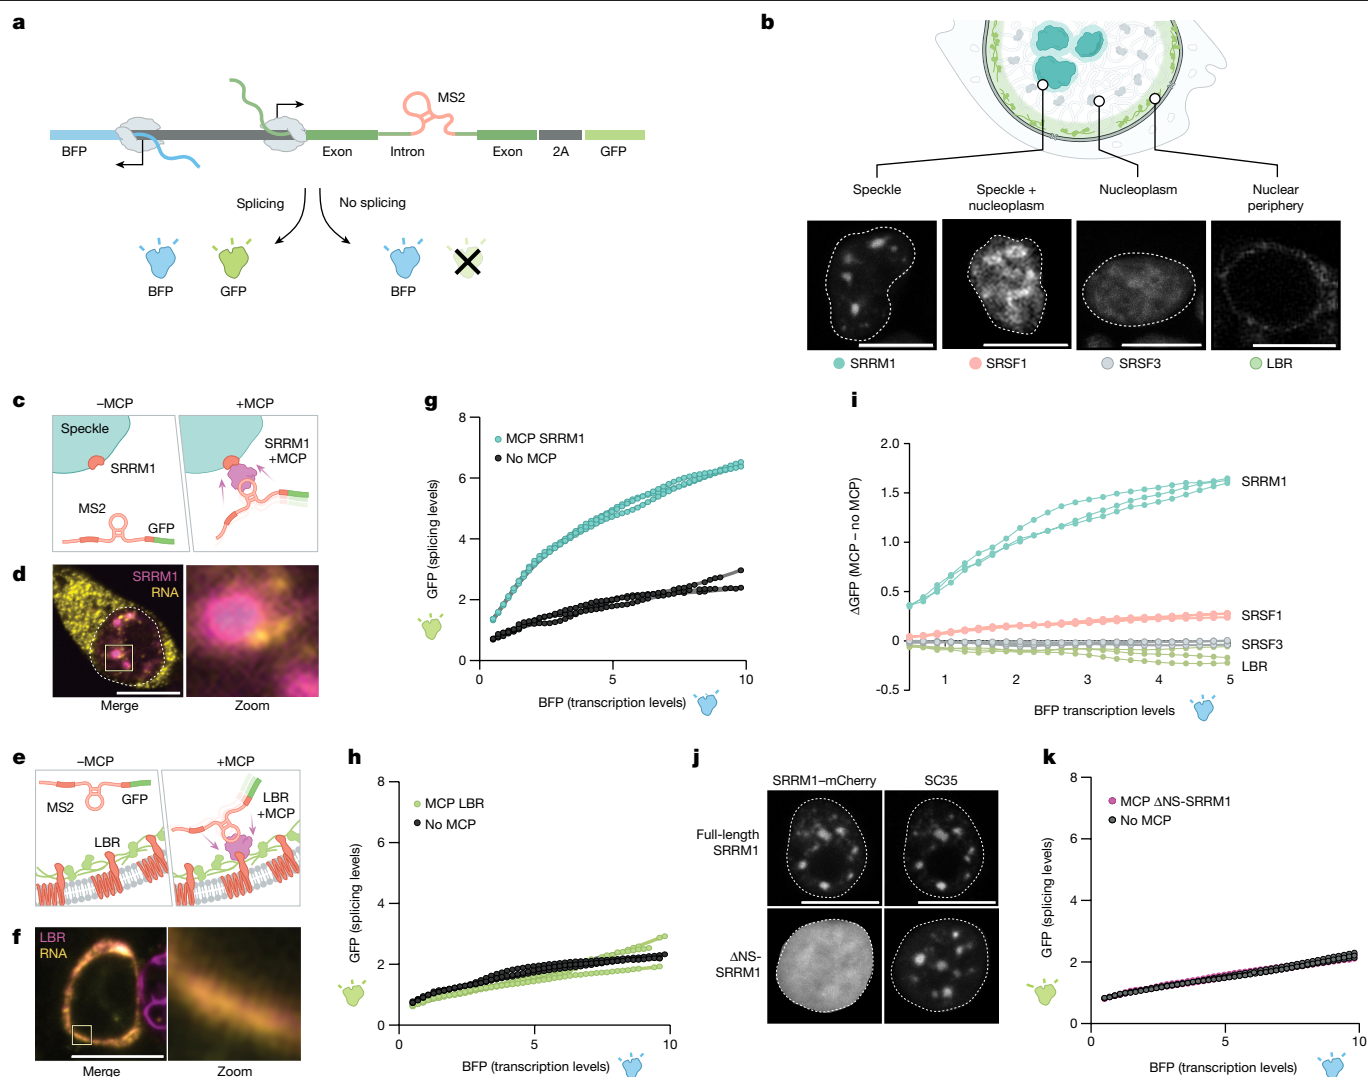 a
MS2
BFP
Exon
Intron
Exon
2A
GFP
Splicing
No splicing
BFP
GFP
BFP
b
Speckle
Speckle +
nucleoplasm
Nucleoplasm
Nuclear
periphery
SRRM1
SRSF1
SRSF3
LBR
c
–MCP
+MCP
Speckle
SRRM1
SRRM1
+MCP
MS2
GFP
d
SRRM1
RNA
Merge
Zoom
e
–MCP
+MCP
MS2
GFP
LBR
LBR
+MCP
f
LBR
RNA
Merge
Zoom
g
8
6
4
2
0
GFP (splicing levels)
MCP SRRM1
No MCP
0
5
10
BFP (transcription levels)
h
8
6
4
2
0
GFP (splicing levels)
MCP LBR
No MCP
0
5
10
BFP (transcription levels)
i
2.0
1.5
1.0
0.5
0
-0.5
ΔGFP (MCP – no MCP)
SRRM1
SRSF1
SRSF3
LBR
1
2
3
4
5
BFP transcription levels
j
SRRM1–mCherry
SC35
Full-length
SRRM1
ΔNS-
SRRM1
k
8
6
4
2
0
GFP (splicing levels)
MCP ΔNS-SRRM1
No MCP
0
5
10
BFP (transcription levels)